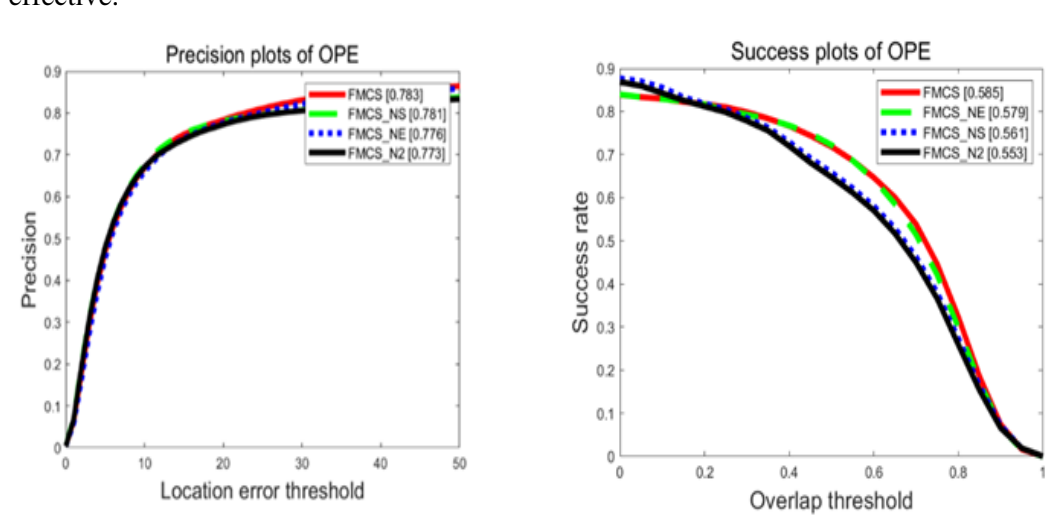 effective.
Precision plots of OPE
0.9
0.8
0.7
0.6
0.5
0.4
0.3
0.2
0.1
0
Precision
FMCS [0.783]
FMCS_NS [0.781]
FMCS_NE [0.776]
FMCS_N2 [0.773]
0 10 20 30 40 50
Location error threshold
Success plots of OPE
0.9
0.8
0.7
0.6
0.5
0.4
0.3
0.2
0.1
0
Success rate
FMCS [0.585]
FMCS_NE [0.579]
FMCS_NS [0.561]
FMCS_N2 [0.553]
0 0.2 0.4 0.6 0.8 1
Overlap threshold